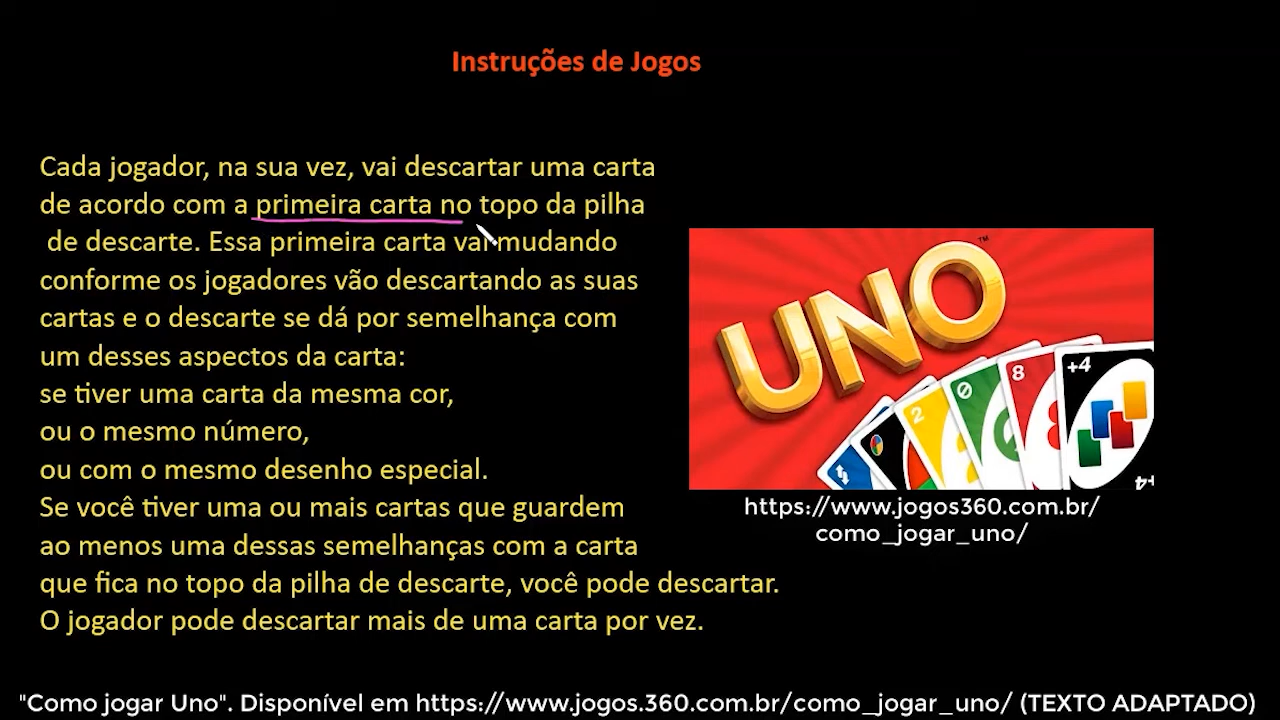 Instruções de Jogos
Cada jogador, na sua vez, vai descartar uma carta
de acordo com a primeira carta no topo da pilha
de descarte. Essa primeira carta vai mudando
conforme os jogadores vão descartando as suas
cartas e o descarte se dá por semelhança com
um desses aspectos da carta:
se tiver uma carta da mesma cor,
ou o mesmo número,
ou com o mesmo desenho especial.
Se você tiver uma ou mais cartas que guardem
ao menos uma dessas semelhanças com a carta
que fica no topo da pilha de descarte, você pode descartar.
O jogador pode descartar mais de uma carta por vez.
UNO™
2
8
+4
+4
https://www.jogos360.com.br/
como_jogar_uno/
"Como jogar Uno". Disponível em https://www.jogos.360.com.br/como_jogar_uno/ (TEXTO ADAPTADO)